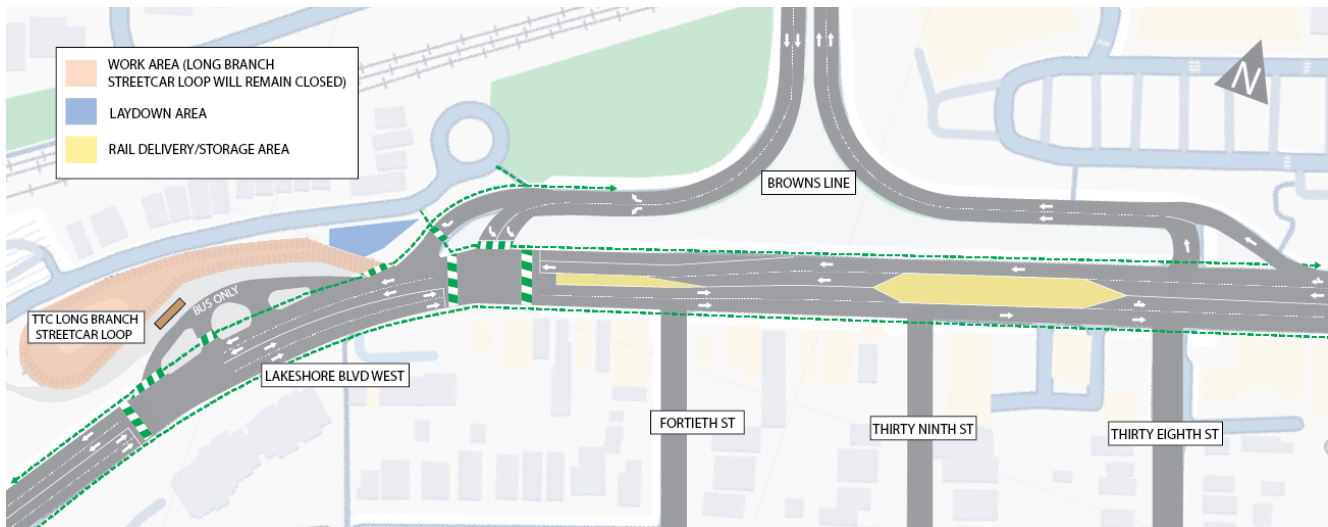 WORK AREA (LONG BRANCH
STREETCAR LOOP WILL REMAIN CLOSED)
LAYDOWN AREA
RAIL DELIVERY/STORAGE AREA
N
BROWNS LINE
BUS ONLY
TTC LONG BRANCH
STREETCAR LOOP
LAKESHORE BLVD WEST
FORTIETH ST
THIRTY NINTH ST
THIRTY EIGHTH ST